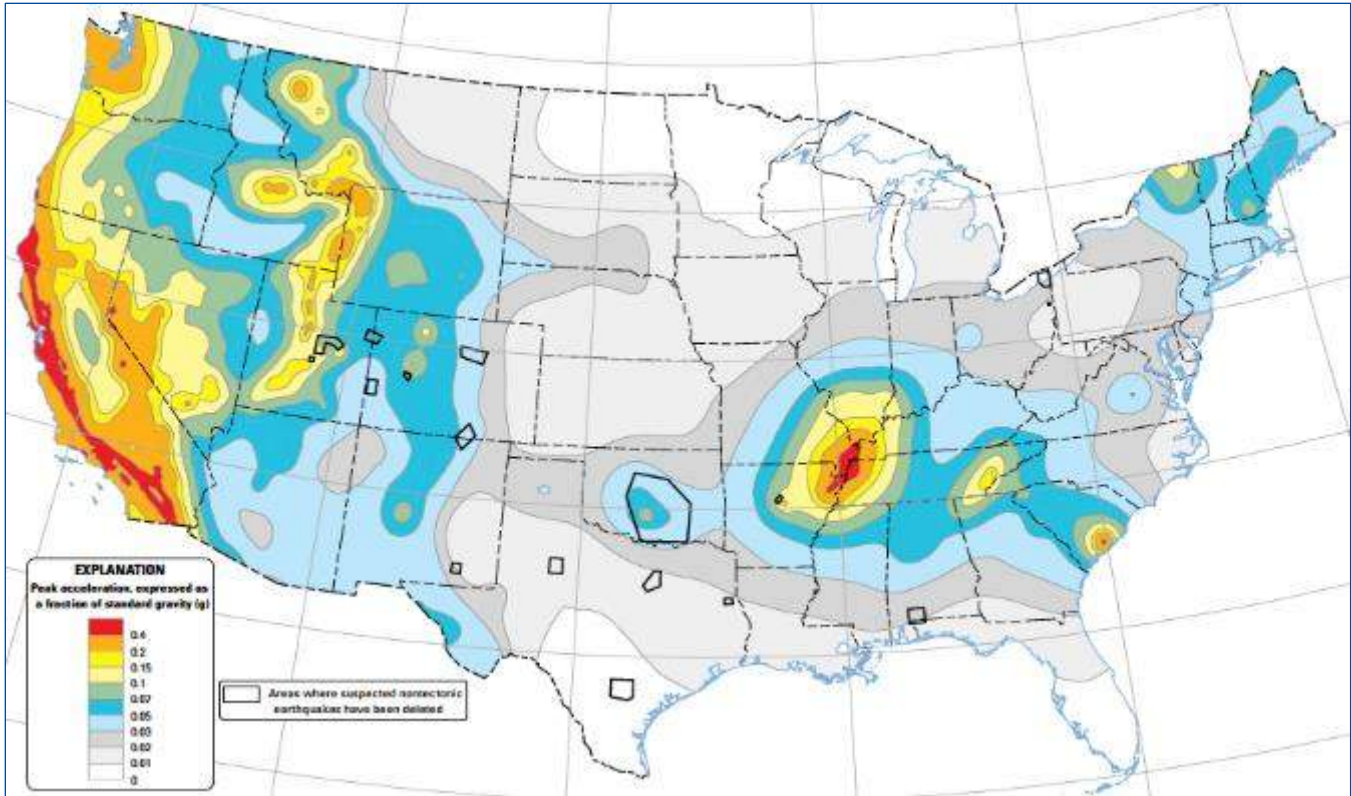 EXPLANATION
Peak acceleration, expressed as
a fraction of standard gravity (g)
0.4
0.2
0.15
0.1
0.07
0.05
0.03
0.02
0.01
0
Areas where suspected nontectonic
earthquakes have been deleted